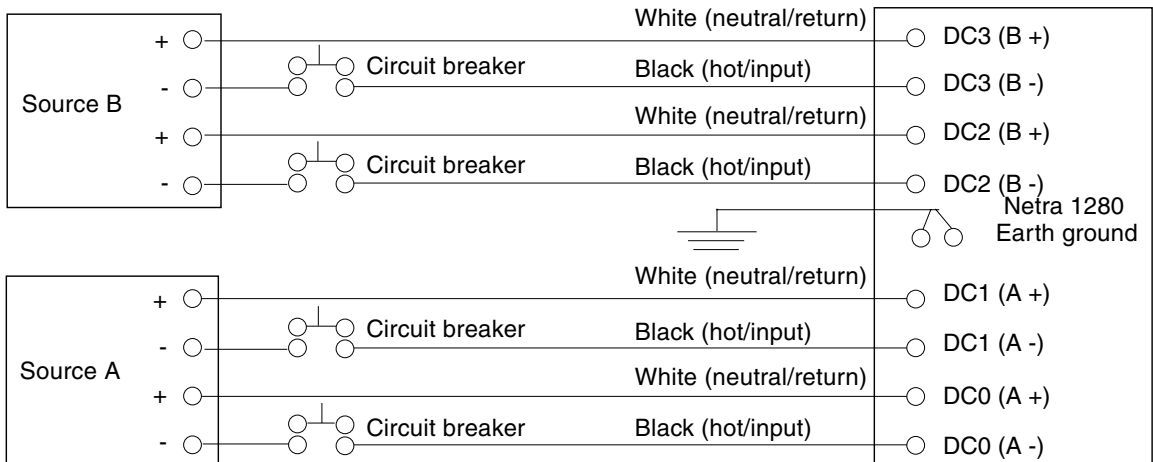 White (neutral/return)
+ DC3 (B +)
Circuit breaker Black (hot/input)
- DC3 (B -)
Source B
White (neutral/return)
+ DC2 (B +)
Circuit breaker Black (hot/input)
- DC2 (B -)
Netra 1280
Earth ground
White (neutral/return)
+ DC1 (A +)
Circuit breaker Black (hot/input)
- DC1 (A -)
Source A
White (neutral/return)
+ DC0 (A +)
Circuit breaker Black (hot/input)
- DC0 (A -)